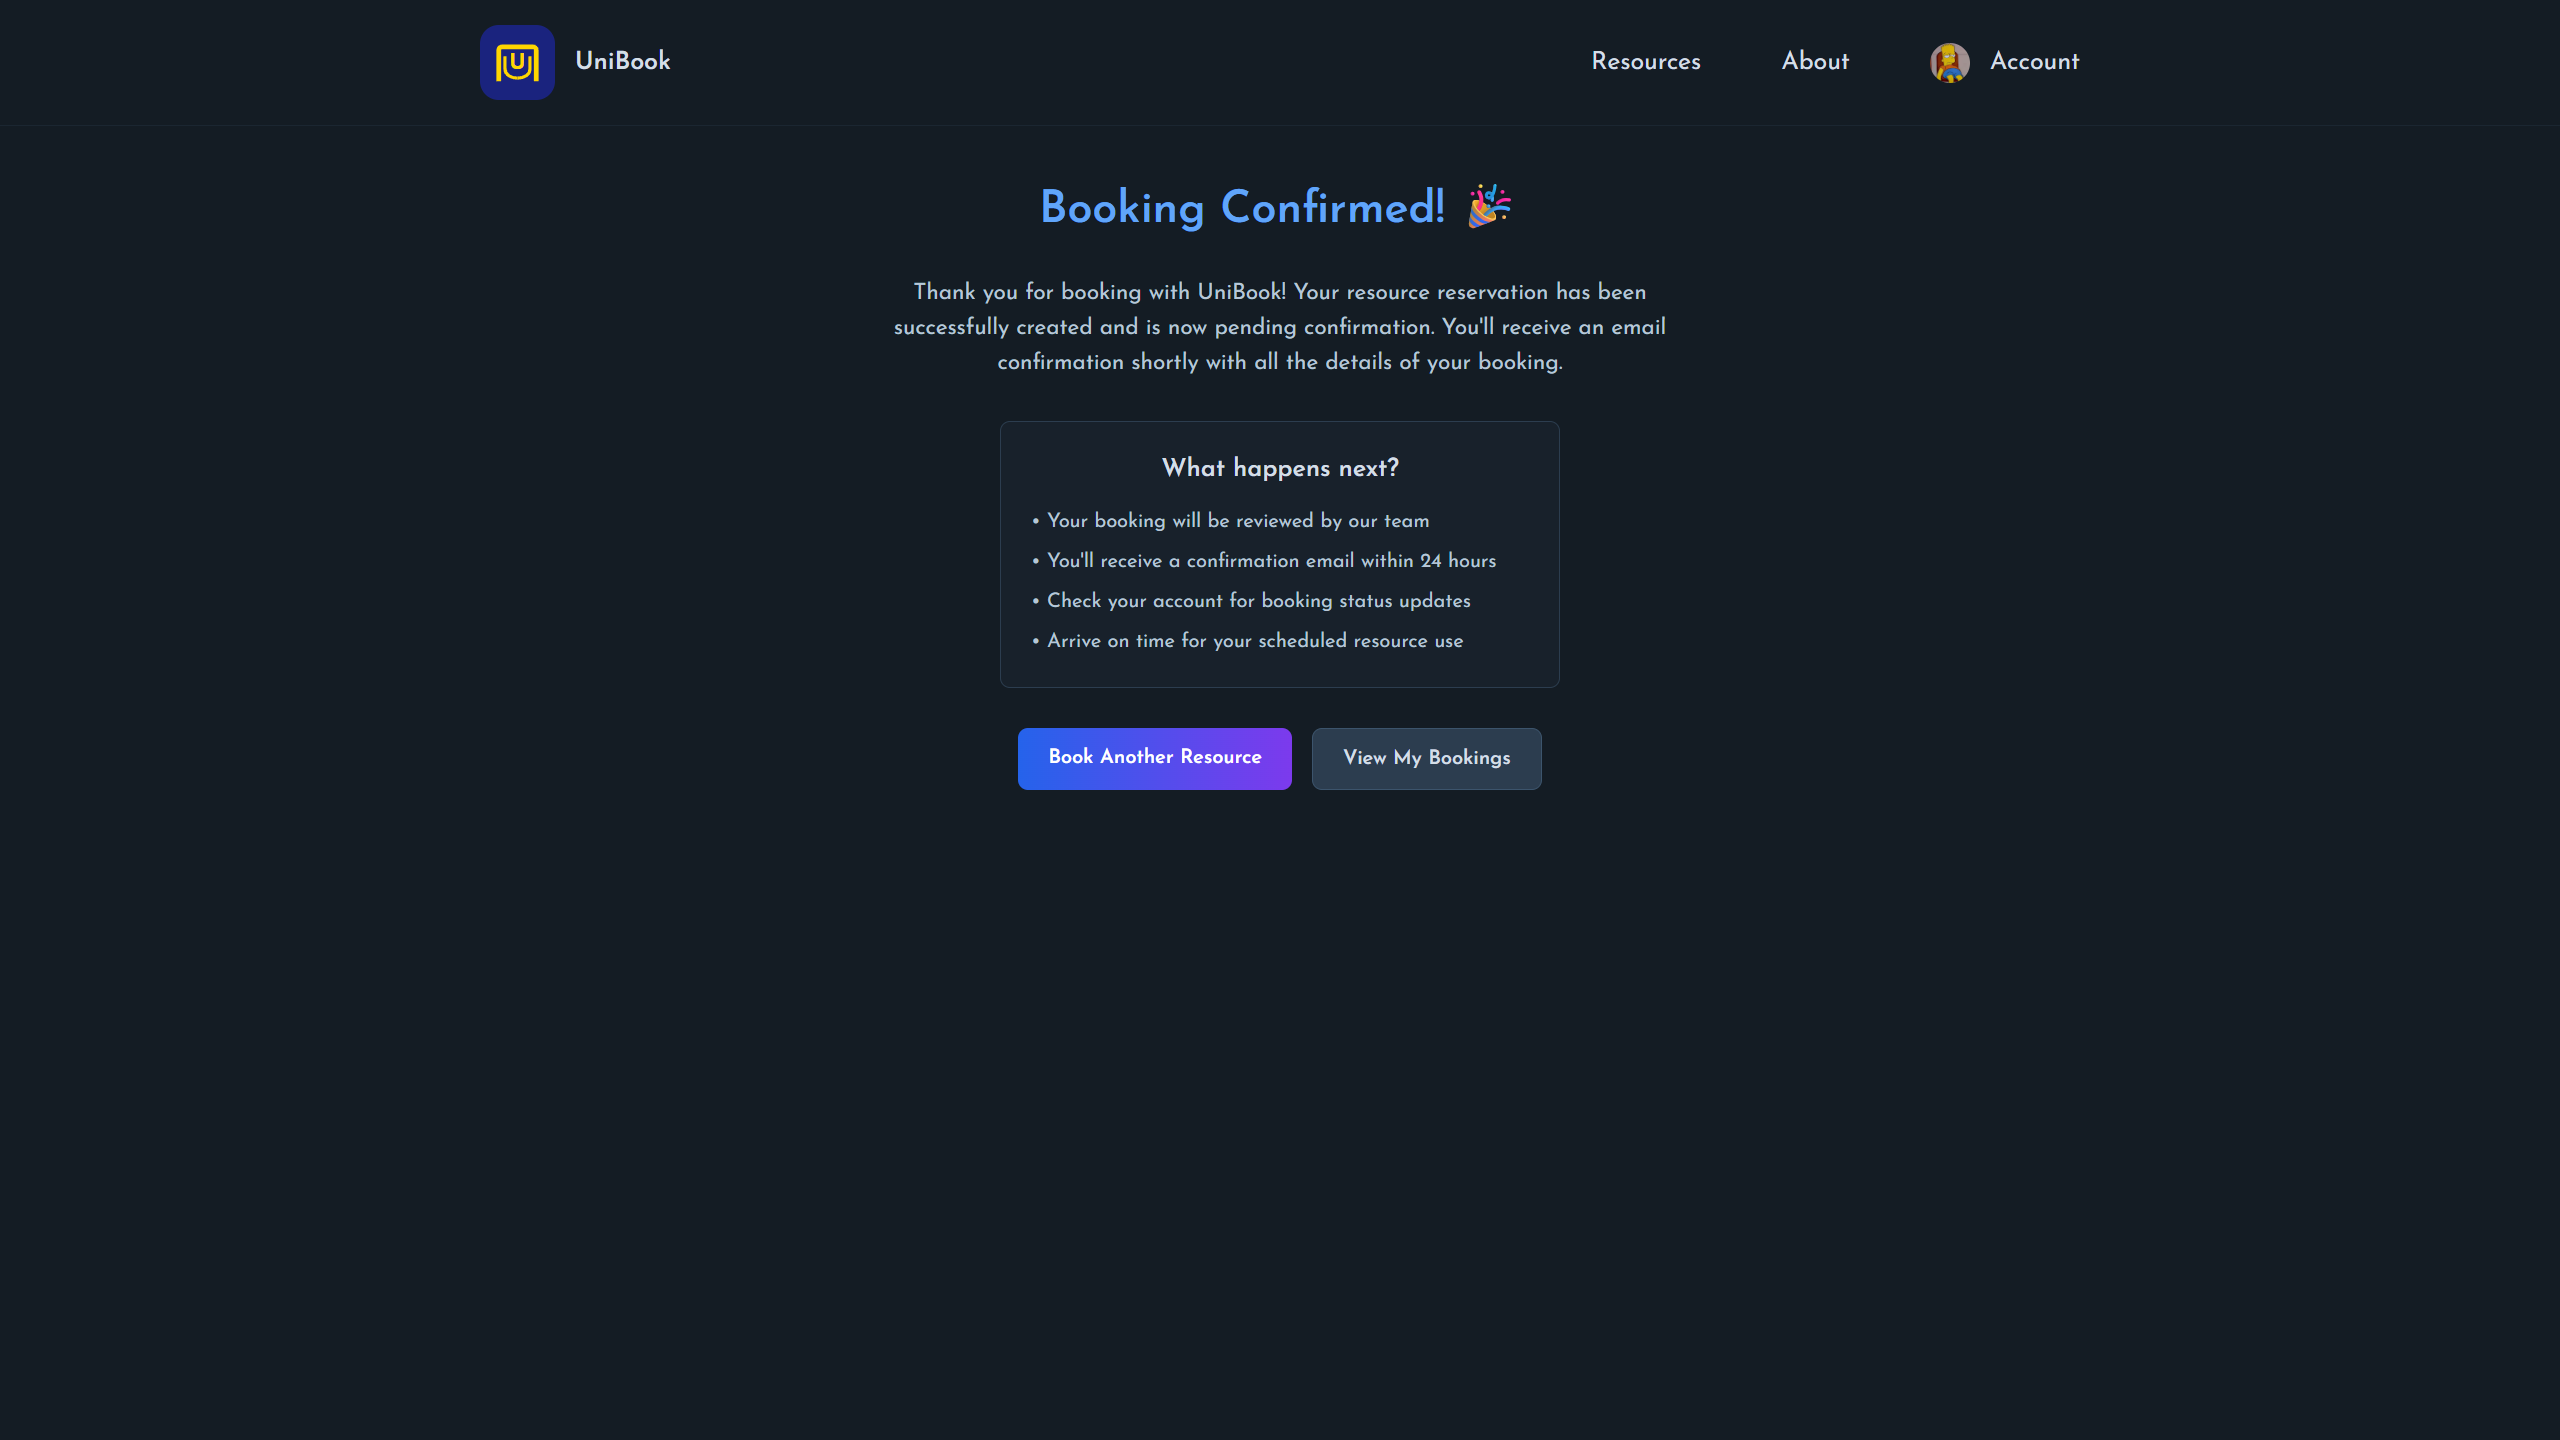 UniBook
Resources
About
Account
Booking Confirmed! 🎉
Thank you for booking with UniBook! Your resource reservation has been
successfully created and is now pending confirmation. You'll receive an email
confirmation shortly with all the details of your booking.
What happens next?
• Your booking will be reviewed by our team
• You'll receive a confirmation email within 24 hours
• Check your account for booking status updates
• Arrive on time for your scheduled resource use
Book Another Resource
View My Bookings